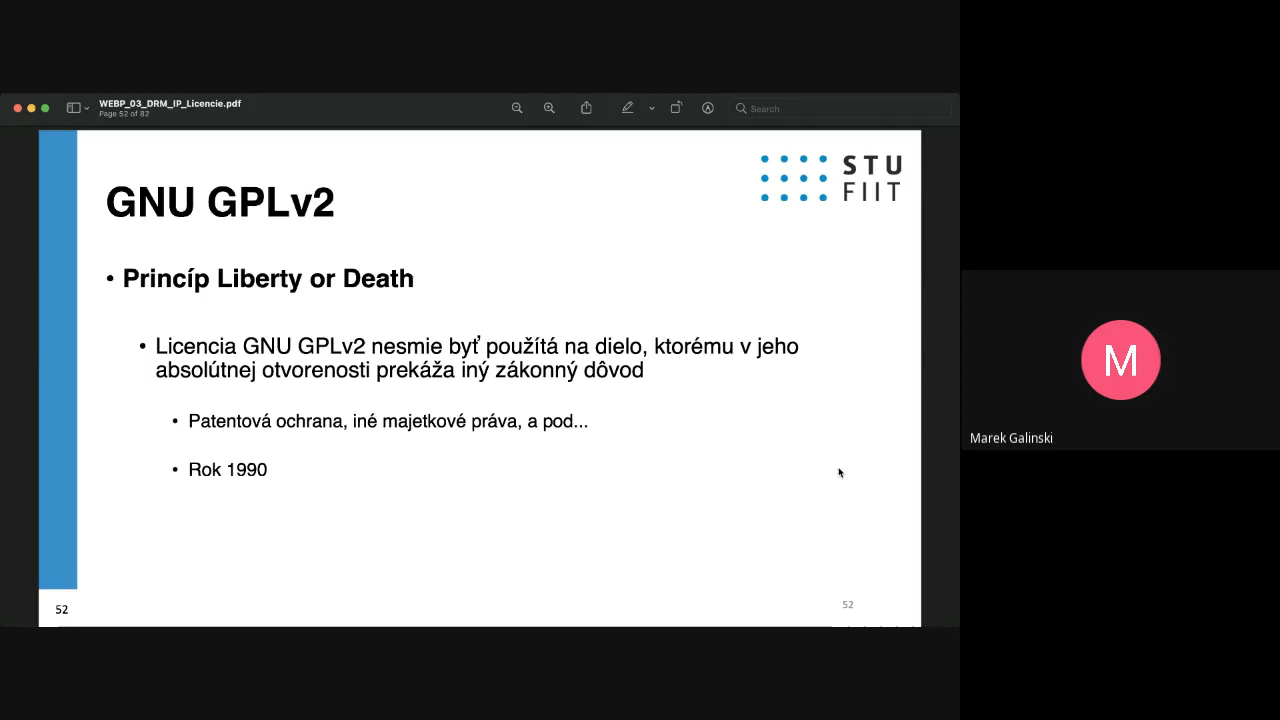 WEBP_03_DRM_IP_Licencie.pdf
Page 52 of 82
Search
STU
FIIT
GNU GPLv2
• Princíp Liberty or Death
• Licencia GNU GPLv2 nesmie byť použítá na dielo, ktorému v jeho
absolútnej otvorenosti prekáža iný zákonný dôvod
• Patentová ochrana, iné majetkové práva, a pod...
• Rok 1990
52
52
M
Marek Galinski